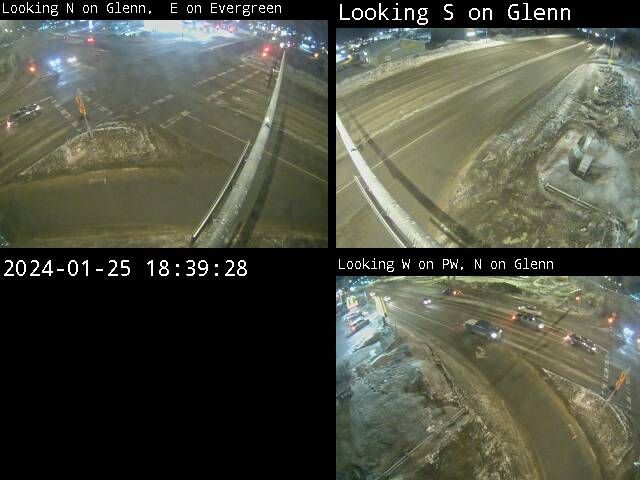 Looking N on Glenn, E on Evergreen
Looking S on Glenn
2024-01-25 18:39:28
Looking W on PW, N on Glenn